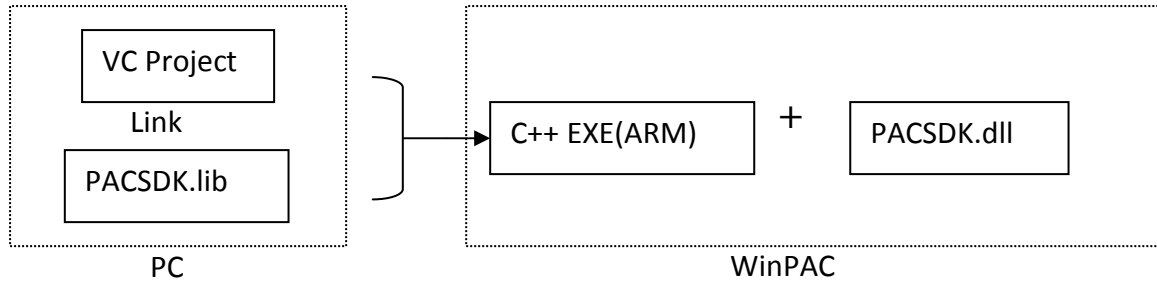 VC Project
Link
PACSDK.lib
PC
C++ EXE(ARM)
+
PACSDK.dll
WinPAC